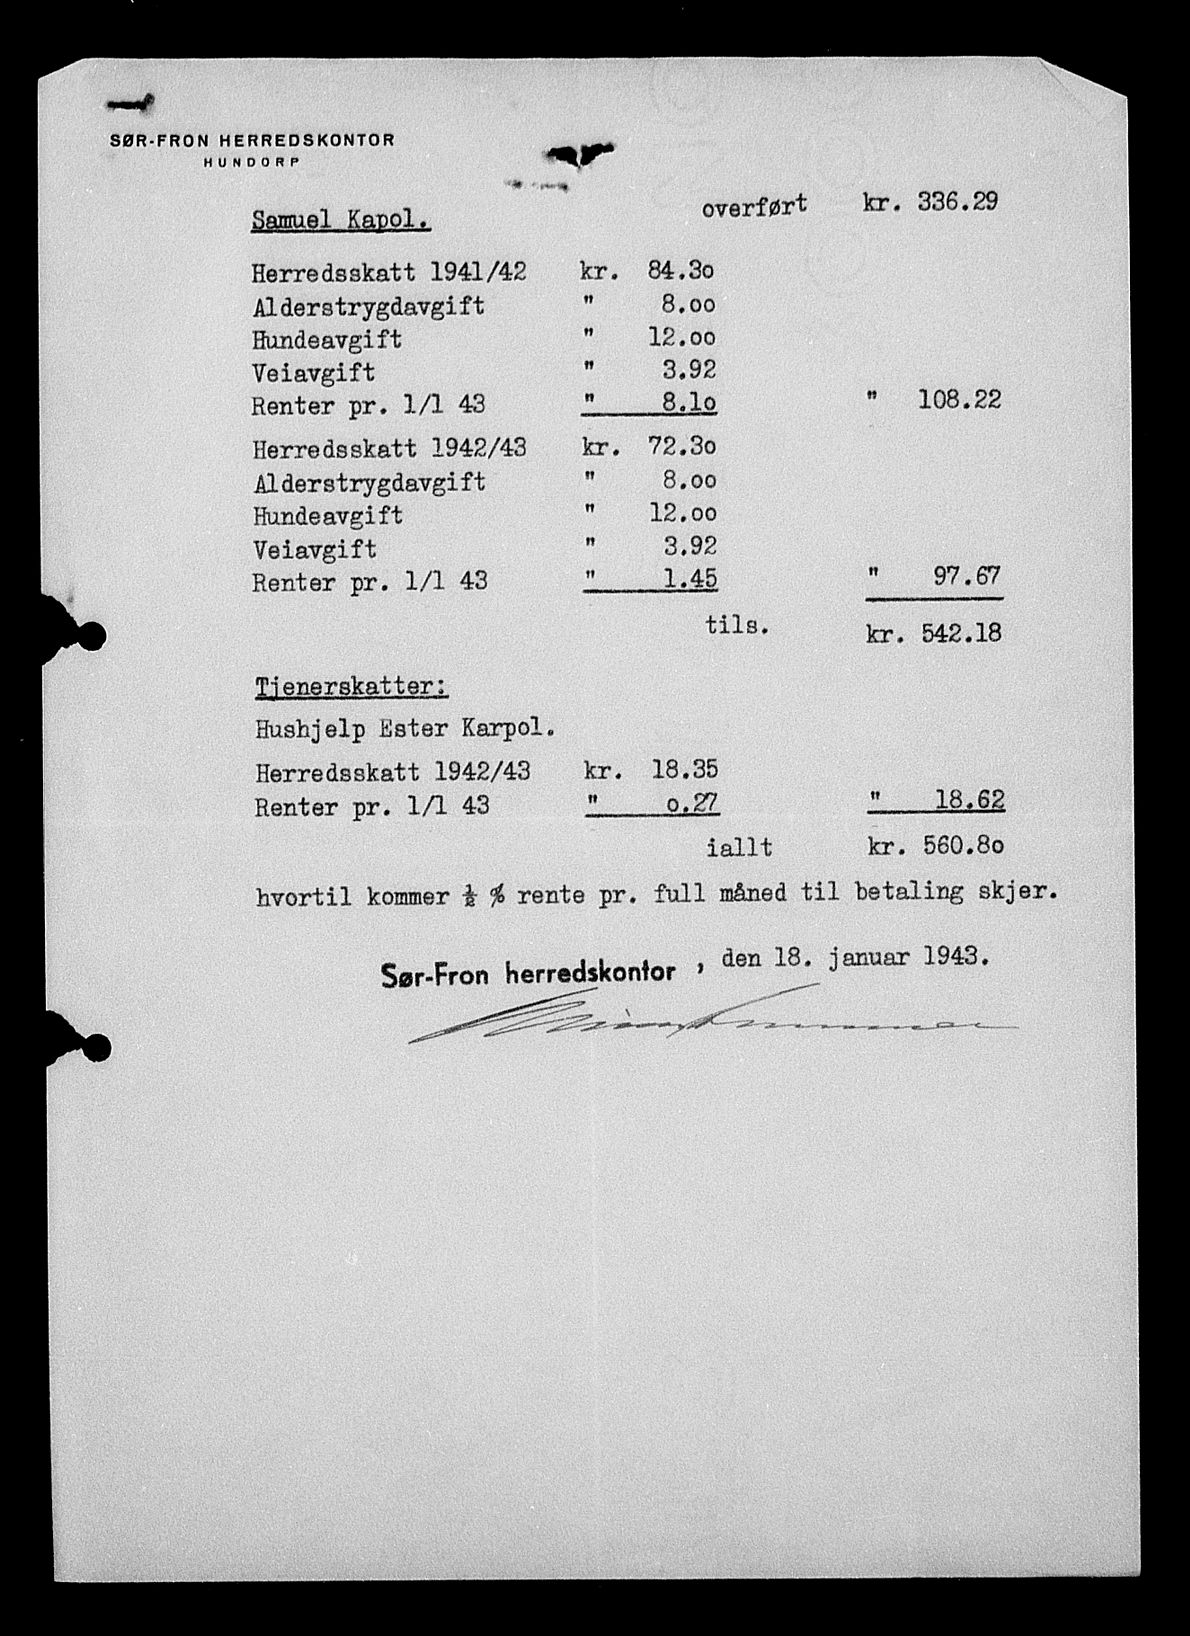 SØR-FRON HERREDSKONTOR
HUNDORP
Samuel Kapol. overført kr. 336.29
Herredsskatt 1941/42 kr. 84.3o
Alderstrygdavgift " 8.oo
Hundeavgift " 12.oo
Veiavgift " 3.92
Renter pr. 1/1 43 " 8.1o " 108.22
Herredsskatt 1942/43 kr. 72.3o
Alderstrygdavgift " 8.oo
Hundeavgift " 12.oo
Veiavgift " 3.92
Renter pr. 1/1 43 " 1.45 " 97.67
tils. kr. 542.18
Tjenerskatter:
Hushjelp Ester Karpol.
Herredsskatt 1942/43 kr. 18.35
Renter pr. 1/1 43 " o.27 " 18.62
iallt kr. 560.8o
hvortil kommer ½ % rente pr. full måned til betaling skjer.
Sør-Fron herredskontor , den 18. januar 1943.